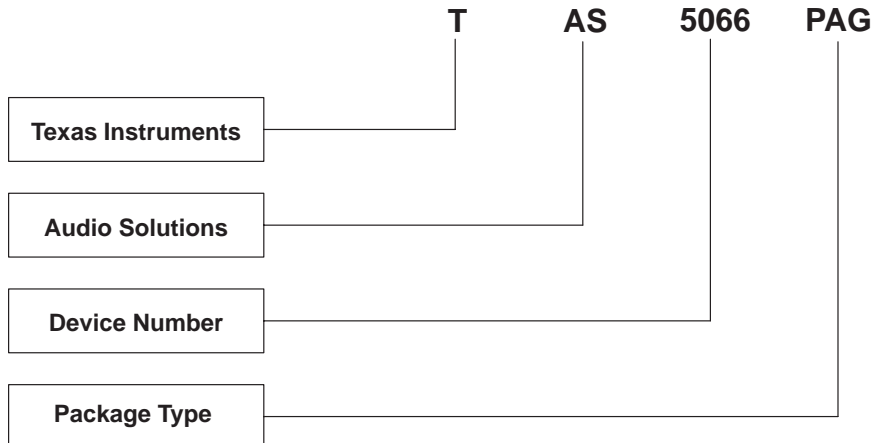 T AS 5066 PAG
Texas Instruments
Audio Solutions
Device Number
Package Type